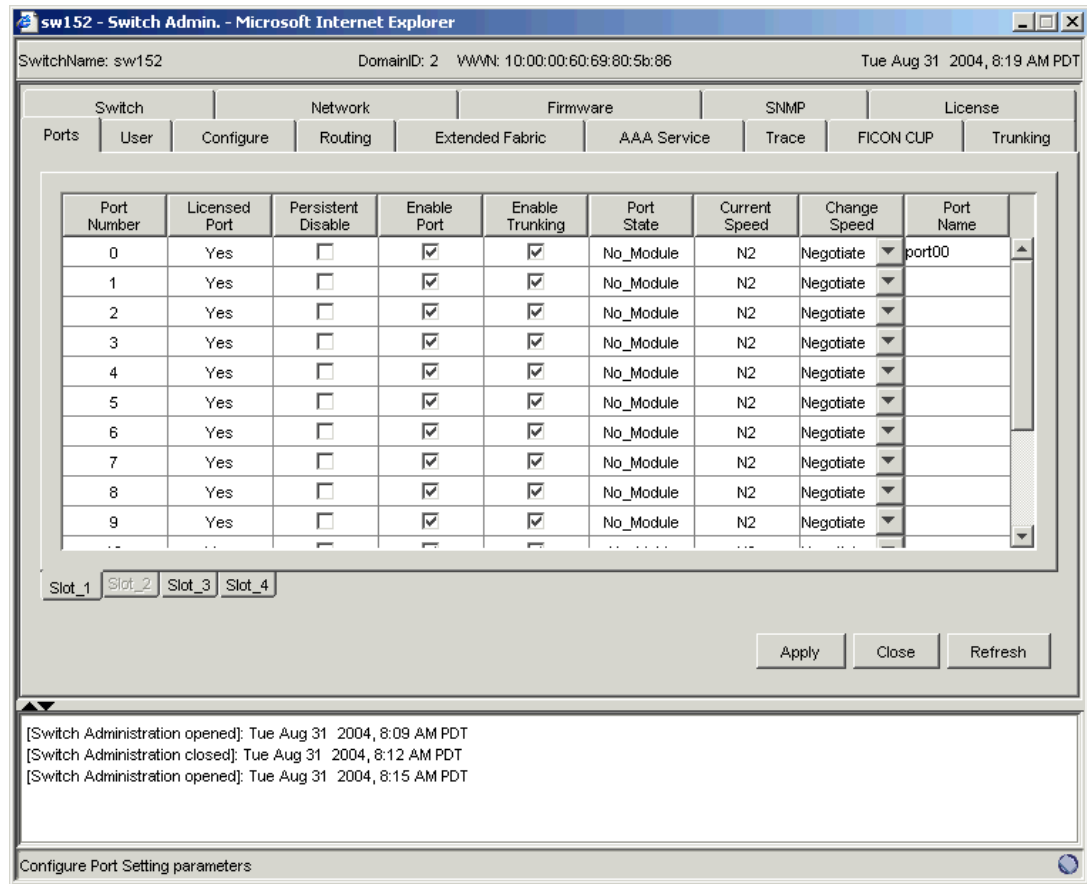 sw152 - Switch Admin. - Microsoft Internet Explorer
SwitchName: sw152 DomainID: 2 WWN: 10:00:00:60:69:80:5b:86 Tue Aug 31 2004, 8:19 AM PDT
Switch Network Firmware SNMP License
Ports User Configure Routing Extended Fabric AAA Service Trace FICON CUP Trunking
Port Number Licensed Port Persistent Disable Enable Port Enable Trunking Port State Current Speed Change Speed Port Name
0 Yes No_Module N2 Negotiate port00
1 Yes No_Module N2 Negotiate
2 Yes No_Module N2 Negotiate
3 Yes No_Module N2 Negotiate
4 Yes No_Module N2 Negotiate
5 Yes No_Module N2 Negotiate
6 Yes No_Module N2 Negotiate
7 Yes No_Module N2 Negotiate
8 Yes No_Module N2 Negotiate
9 Yes No_Module N2 Negotiate
Slot_1 Slot_2 Slot_3 Slot_4
Apply Close Refresh
[Switch Administration opened]: Tue Aug 31 2004, 8:09 AM PDT
[Switch Administration closed]: Tue Aug 31 2004, 8:12 AM PDT
[Switch Administration opened]: Tue Aug 31 2004, 8:15 AM PDT
Configure Port Setting parameters